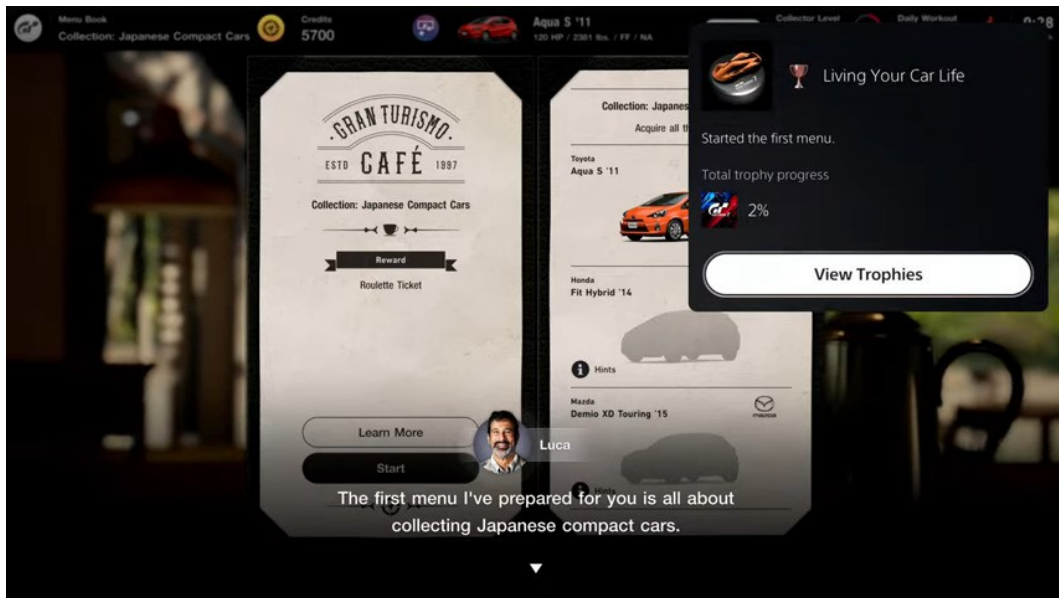 Menu Book
Collection: Japanese Compact Cars
Credits
5700
Aqua S '11
120 HP / 2381 lbs. / FF / NA
Collector Level
Daily Workout
Living Your Car Life
Started the first menu.
Total trophy progress
2%
View Trophies
GRAN TURISMO
ESTD CAFÉ 1997
Collection: Japanese Compact Cars
Reward
Roulette Ticket
Learn More
Start
Collection: Japanes
Acquire all th
Toyota
Aqua S '11
Honda
Fit Hybrid '14
Hints
Mazda
Demio XD Touring '15
mazda
Hints
Luca
The first menu I've prepared for you is all about
collecting Japanese compact cars.